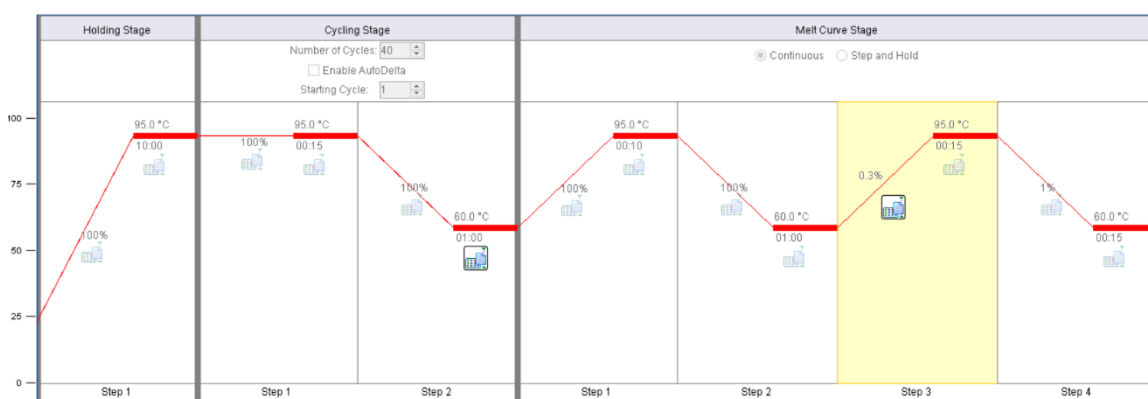 Holding Stage
Cycling Stage
Melt Curve Stage
Number of Cycles: 40
Enable AutoDelta
Starting Cycle: 1
Continuous Step and Hold
100
75
50
25
0
95.0 °C
10:00
100%
95.0 °C
00:15
100%
60.0 °C
01:00
100%
95.0 °C
00:10
100%
60.0 °C
01:00
100%
95.0 °C
00:15
0.3%
60.0 °C
00:15
1%
Step 1
Step 1
Step 2
Step 1
Step 2
Step 3
Step 4